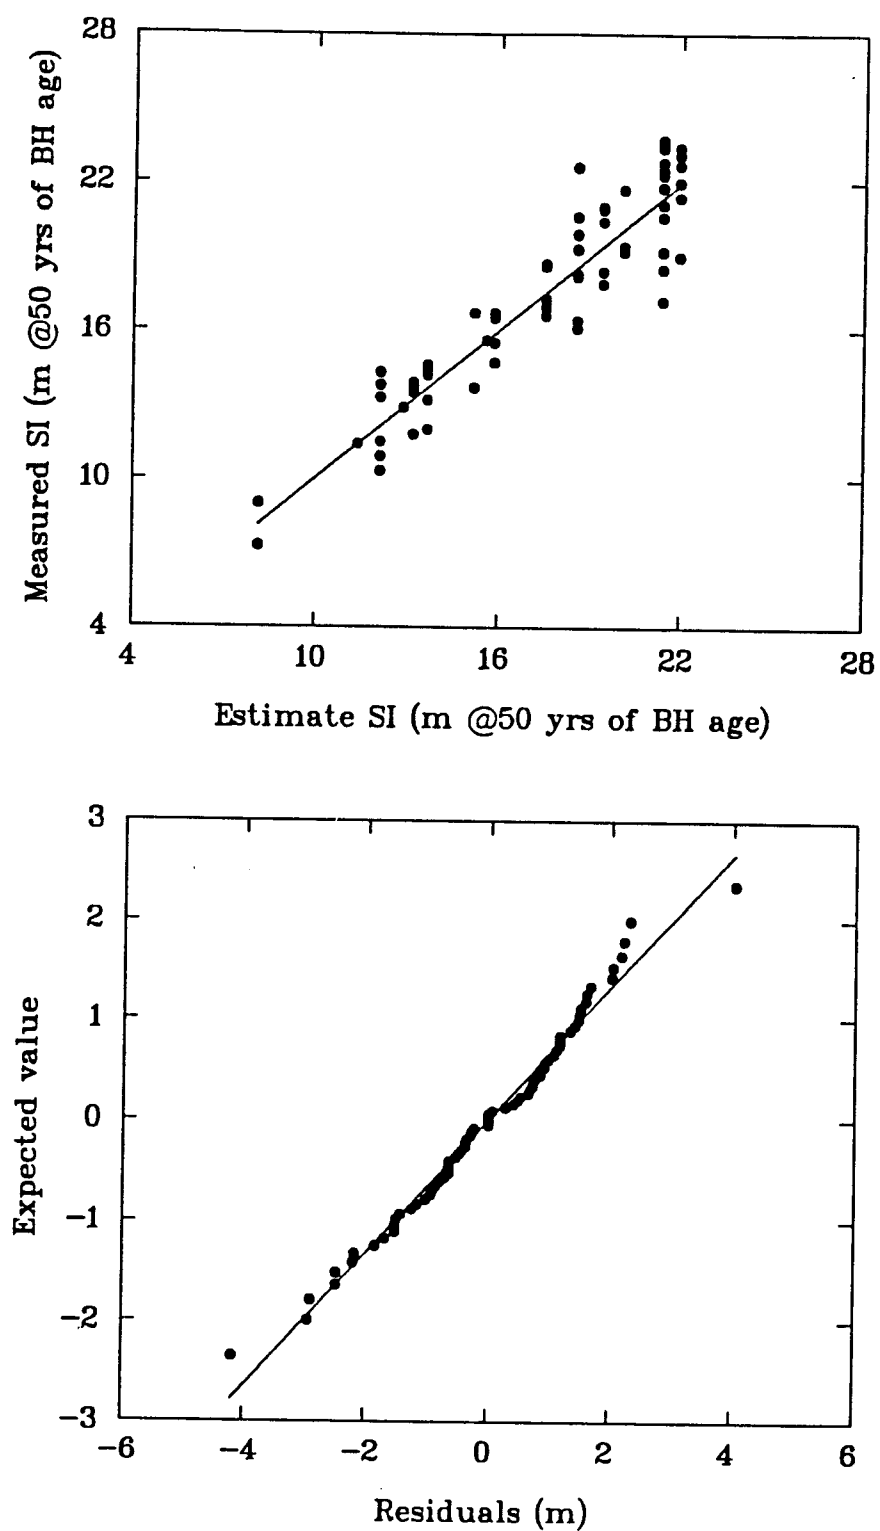 28
22
16
10
4
Measured SI (m @50 yrs of BH age)
4 10 16 22 28
Estimate SI (m @50 yrs of BH age)
3
2
1
0
−1
−2
−3
Expected value
−6 −4 −2 0 2 4 6
Residuals (m)